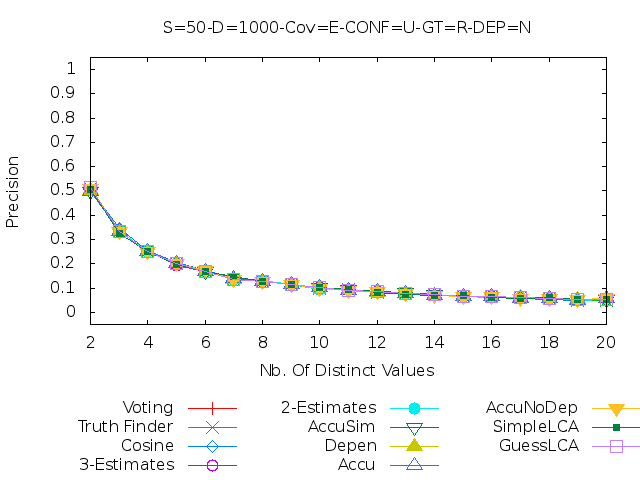 S=50-D=1000-Cov=E-CONF=U-GT=R-DEP=N
Precision
1
0.9
0.8
0.7
0.6
0.5
0.4
0.3
0.2
0.1
0
2 4 6 8 10 12 14 16 18 20
Nb. Of Distinct Values
Voting 2-Estimates AccuNoDep
Truth Finder AccuSim SimpleLCA
Cosine Depen GuessLCA
3-Estimates Accu